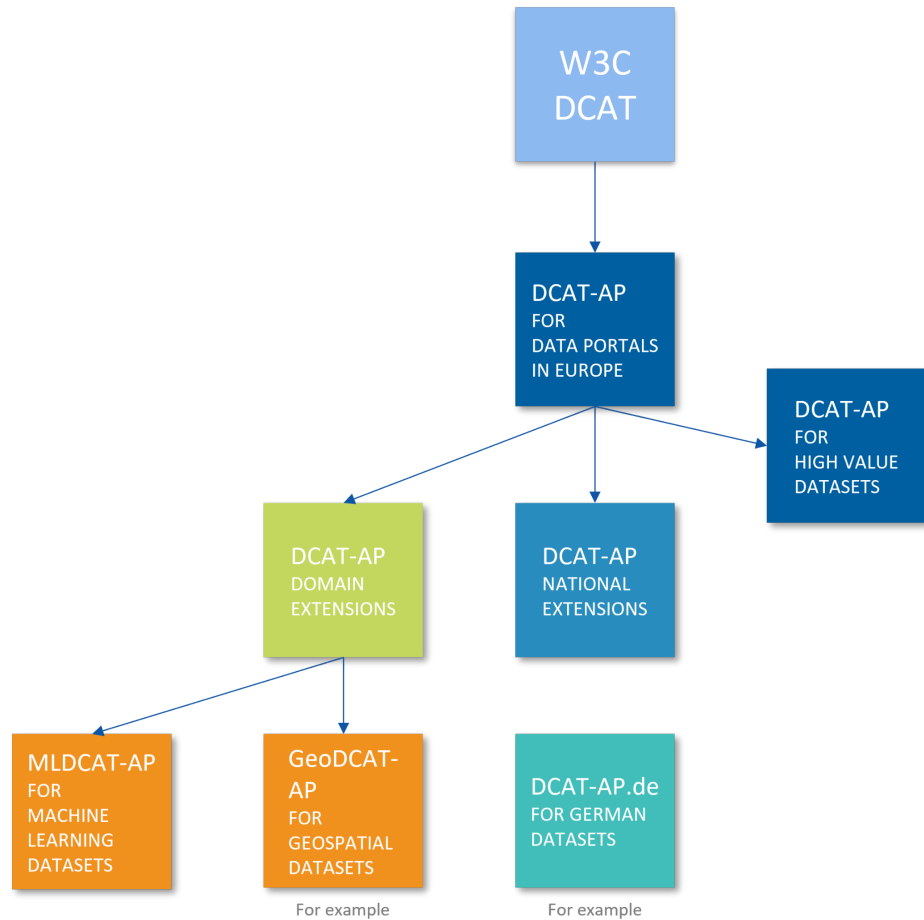 W3C
DCAT
DCAT-AP
FOR
DATA PORTALS
IN EUROPE
DCAT-AP
FOR
HIGH VALUE
DATASETS
DCAT-AP
DOMAIN
EXTENSIONS
DCAT-AP
NATIONAL
EXTENSIONS
MLDCAT-AP
FOR
MACHINE
LEARNING
DATASETS
GeoDCAT-
AP
FOR
GEOSPATIAL
DATASETS
DCAT-AP.de
FOR GERMAN
DATASETS
For example
For example